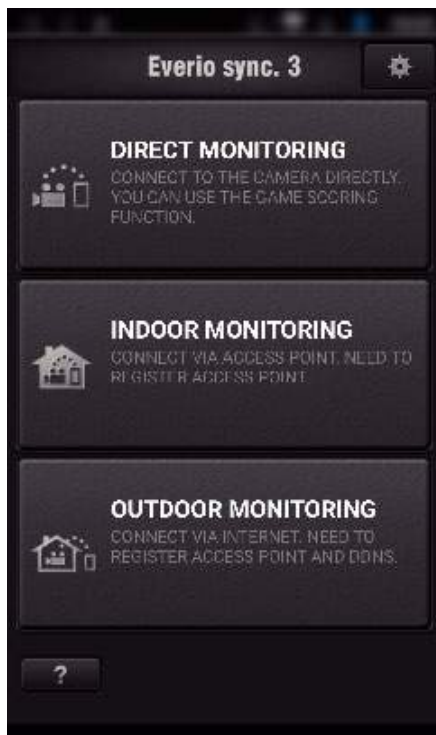 Everio sync. 3
DIRECT MONITORING
CONNECT TO THE CAMERA DIRECTLY.
YOU CAN USE THE GAME SCORING
FUNCTION.
INDOOR MONITORING
CONNECT VIA ACCESS POINT. NEED TO
REGISTER ACCESS POINT.
OUTDOOR MONITORING
CONNECT VIA INTERNET. NEED TO
REGISTER ACCESS POINT AND DDNS.
?